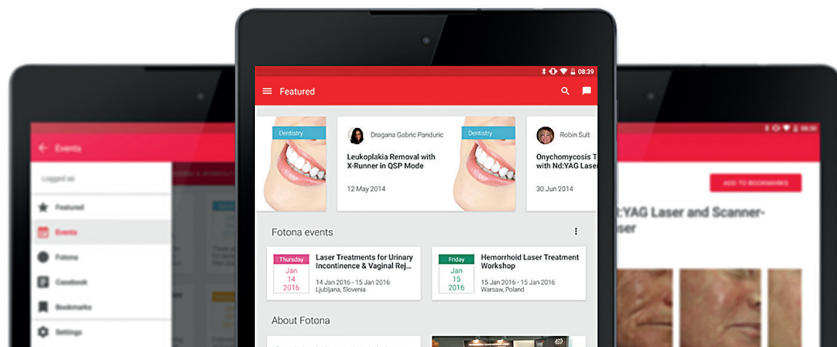 Events
Logged as
Featured
Events
Fotona
Casebook
Bookmarks
Settings
08:39
Featured
Dentistry
Dragana Gabric Panduric
Leukoplakia Removal with
X-Runner in QSP Mode
12 May 2014
Dentistry
Robin Sult
Onychomycosis T
with Nd:YAG Lase
30 Jun 2014
Fotona events
Thursday
Jan
14
2016
Laser Treatments for Urinary
Incontinence & Vaginal Rej...
14 Jan 2016 - 15 Jan 2016
Ljubljana, Slovenia
Friday
Jan
15
2016
Hemorrhoid Laser Treatment
Workshop
15 Jan 2016 - 15 Jan 2016
Warsaw, Poland
About Fotona
ADD TO BOOKMARKS
:YAG Laser and Scanner-
ser